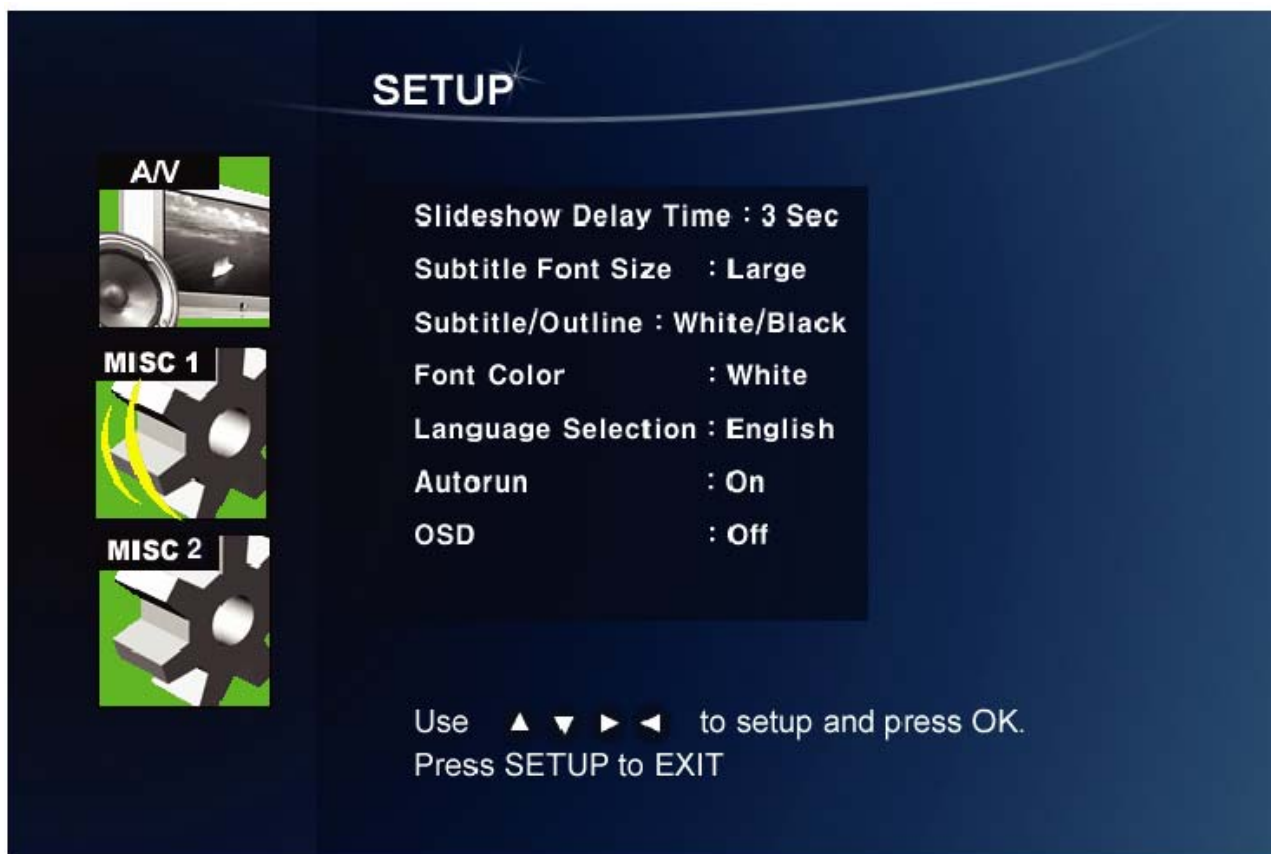 SETUP
A/V
MISC 1
MISC 2
Slideshow Delay Time : 3 Sec
Subtitle Font Size : Large
Subtitle/Outline : White/Black
Font Color : White
Language Selection : English
Autorun : On
OSD : Off
Use ▲ ▼ ► ◄ to setup and press OK.
Press SETUP to EXIT